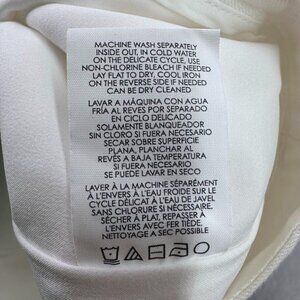 MACHINE WASH SEPARATELY
INSIDE OUT, IN COLD WATER
ON THE DELICATE CYCLE, USE
NON-CHLORINE BLEACH IF NEEDED
LAY FLAT TO DRY, COOL IRON
ON THE REVERSE SIDE IF NEEDED
CAN BE DRY CLEANED
LAVAR A MÁQUINA CON AGUA
FRÍA AL REVES POR SEPARADO
EN CICLO DELICADO
SOLAMENTE BLANQUEADOR
SIN CLORO SI FUERA NECESARIO
SECAR SOBRE SUPERFICIE
PLANA, PLANCHAR AL
REVÉS A BAJA TEMPERATURA
SI FUERA NECESARIO
SE PUEDE LAVAR EN SECO
LAVER À LA MACHINE SÉPARÉMENT
À L'ENVERS À L'EAU FROIDE SUR LE
CYCLE DÉLICAT À L'EAU DE JAVEL
SANS CHLORURE SI NÉCESSAIRE,
SÉCHER À PLAT, REPASSER À
L'ENVERS AVEC FER TIÈDE.
NETTOYAGE A SEC POSSIBLE